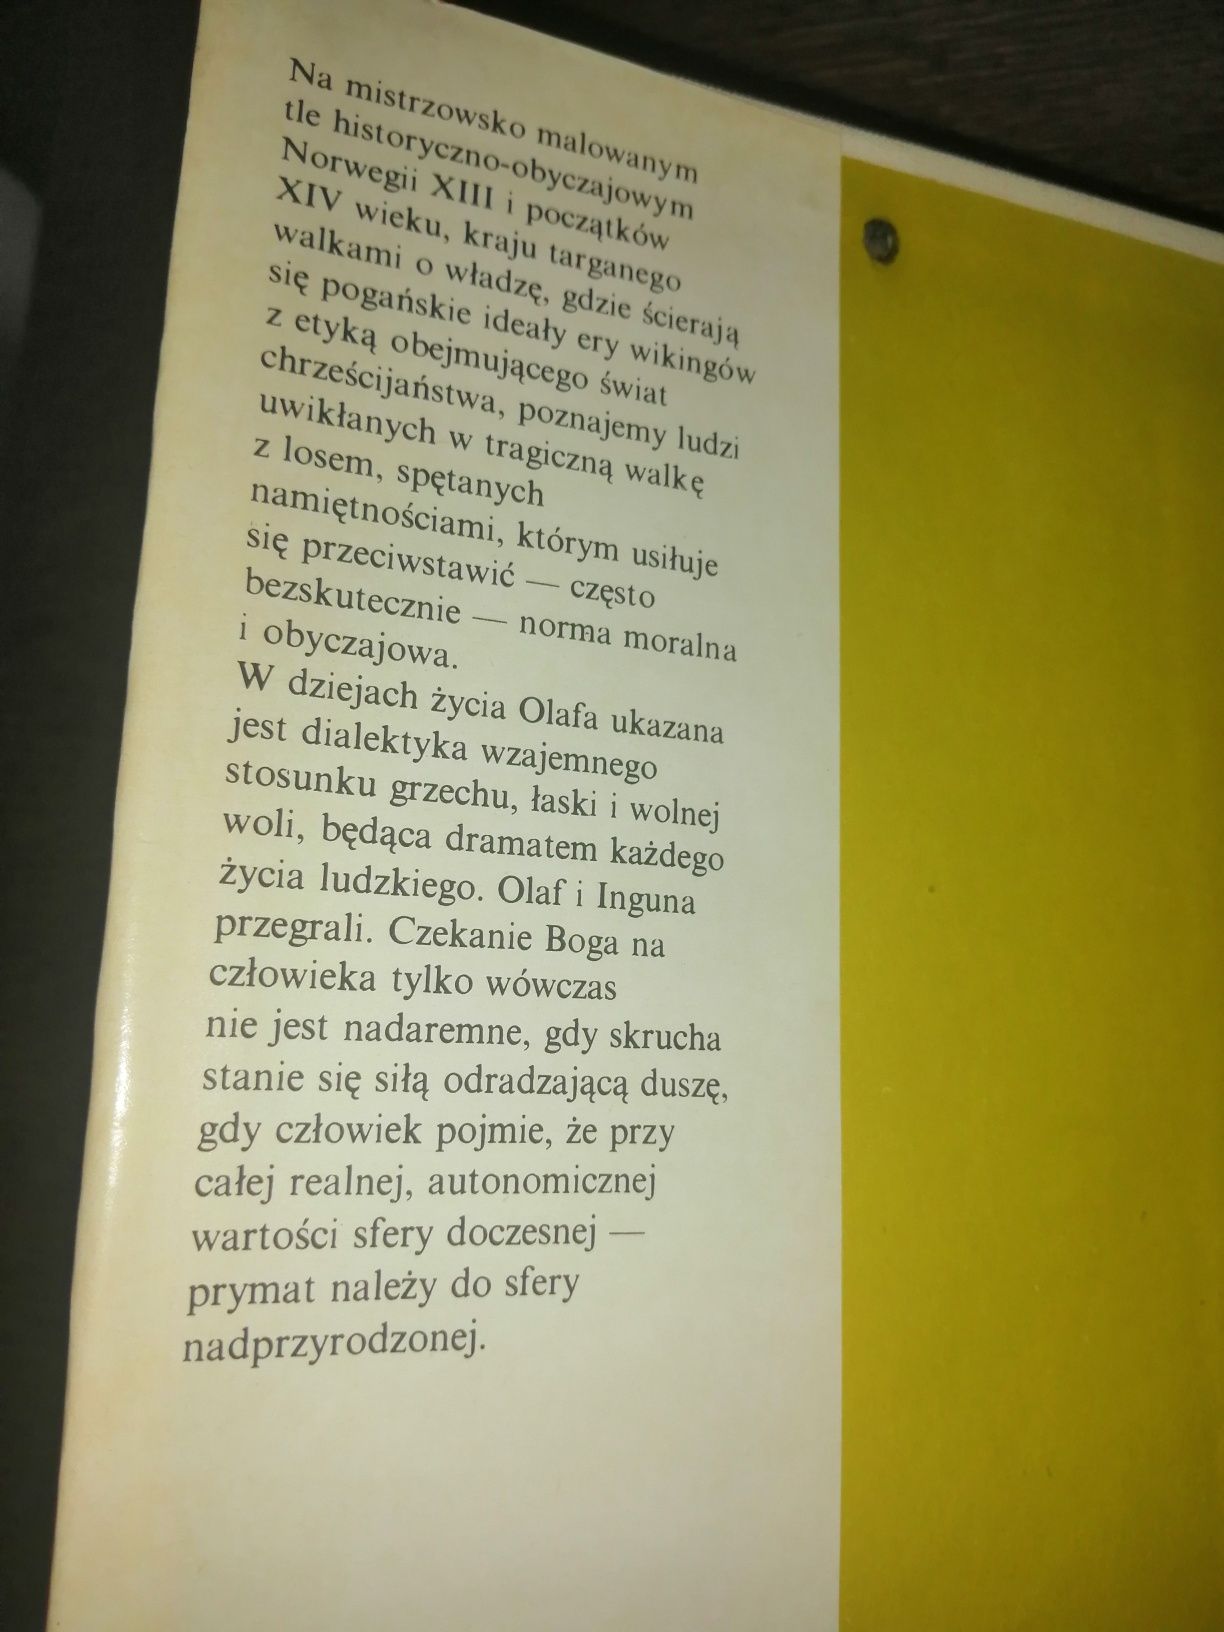 Na mistrzowsko malowanym
tle historyczno-obyczajowym
Norwegii XIII i początków
XIV wieku, kraju targanego
walkami o władzę, gdzie ścierają
się pogańskie ideały ery wikingów
z etyką obejmującego świat
chrześcijaństwa, poznajemy ludzi
uwikłanych w tragiczną walkę
z losem, spętanych
namiętnościami, którym usiłuje
się przeciwstawić — często
bezskutecznie — norma moralna
i obyczajowa.
W dziejach życia Olafa ukazana
jest dialektyka wzajemnego
stosunku grzechu, łaski i wolnej
woli, będąca dramatem każdego
życia ludzkiego. Olaf i Inguna
przegrali. Czekanie Boga na
człowieka tylko wówczas
nie jest nadaremne, gdy skrucha
stanie się siłą odradzającą duszę,
gdy człowiek pojmie, że przy
całej realnej, autonomicznej
wartości sfery doczesnej —
prymat należy do sfery
nadprzyrodzonej.